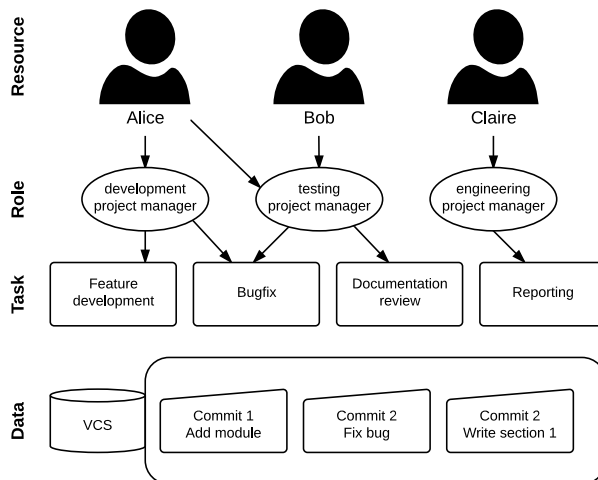 Resource
Alice
Bob
Claire
Role
development
project manager
testing
project manager
engineering
project manager
Task
Feature
development
Bugfix
Documentation
review
Reporting
Data
VCS
Commit 1
Add module
Commit 2
Fix bug
Commit 2
Write section 1